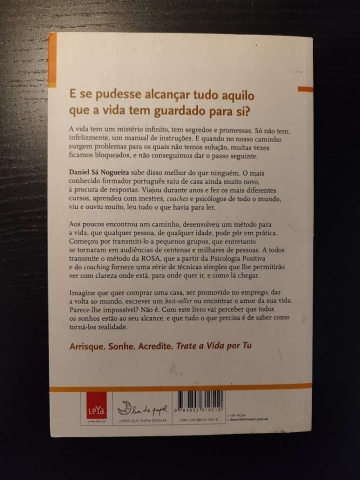 E se pudesse alcançar tudo aquilo
que a vida tem guardado para si?
A vida tem um mistério infinito, tem segredos e promessas. Só não tem,
infelizmente, um manual de instruções. E quando no nosso caminho
surgem problemas para os quais não temos solução, muitas vezes
ficamos bloqueados, e não conseguimos dar o passo seguinte.
Daniel Sá Nogueira sabe disso melhor do que ninguém. O mais
conhecido formador português saiu de casa ainda muito novo,
à procura de respostas. Viajou durante anos e fez os mais diferentes
cursos, aprendeu com mestres, coaches e psicólogos de todo o mundo,
viu e ouviu muito, leu tudo o que havia para ler.
Aos poucos encontrou um caminho, desenvolveu um método para
a vida, que qualquer pessoa, de qualquer idade, pode pôr em prática.
Começou por transmiti-lo a pequenos grupos, que entretanto
se tornaram em audiências de centenas e milhares de pessoas. A todos
transmite o método da ROSA, que a partir da Psicologia Positiva
e do coaching fornece uma série de técnicas simples que lhe permitirão
ver com clareza onde está, para onde quer ir, e como lá chegar.
Imagine que quer comprar uma casa, ser promovido no emprego, dar
a volta ao mundo, escrever um best-seller ou encontrar o amor da sua vida.
Parece-lhe impossível? Não é. Com este livro vai perceber que todos
os sonhos estão ao seu alcance, e que tudo o que precisa é de saber como
torná-los realidade.
Arrisque. Sonhe. Acredite. Trate a Vida por Tu
LeYa
Lua de papel